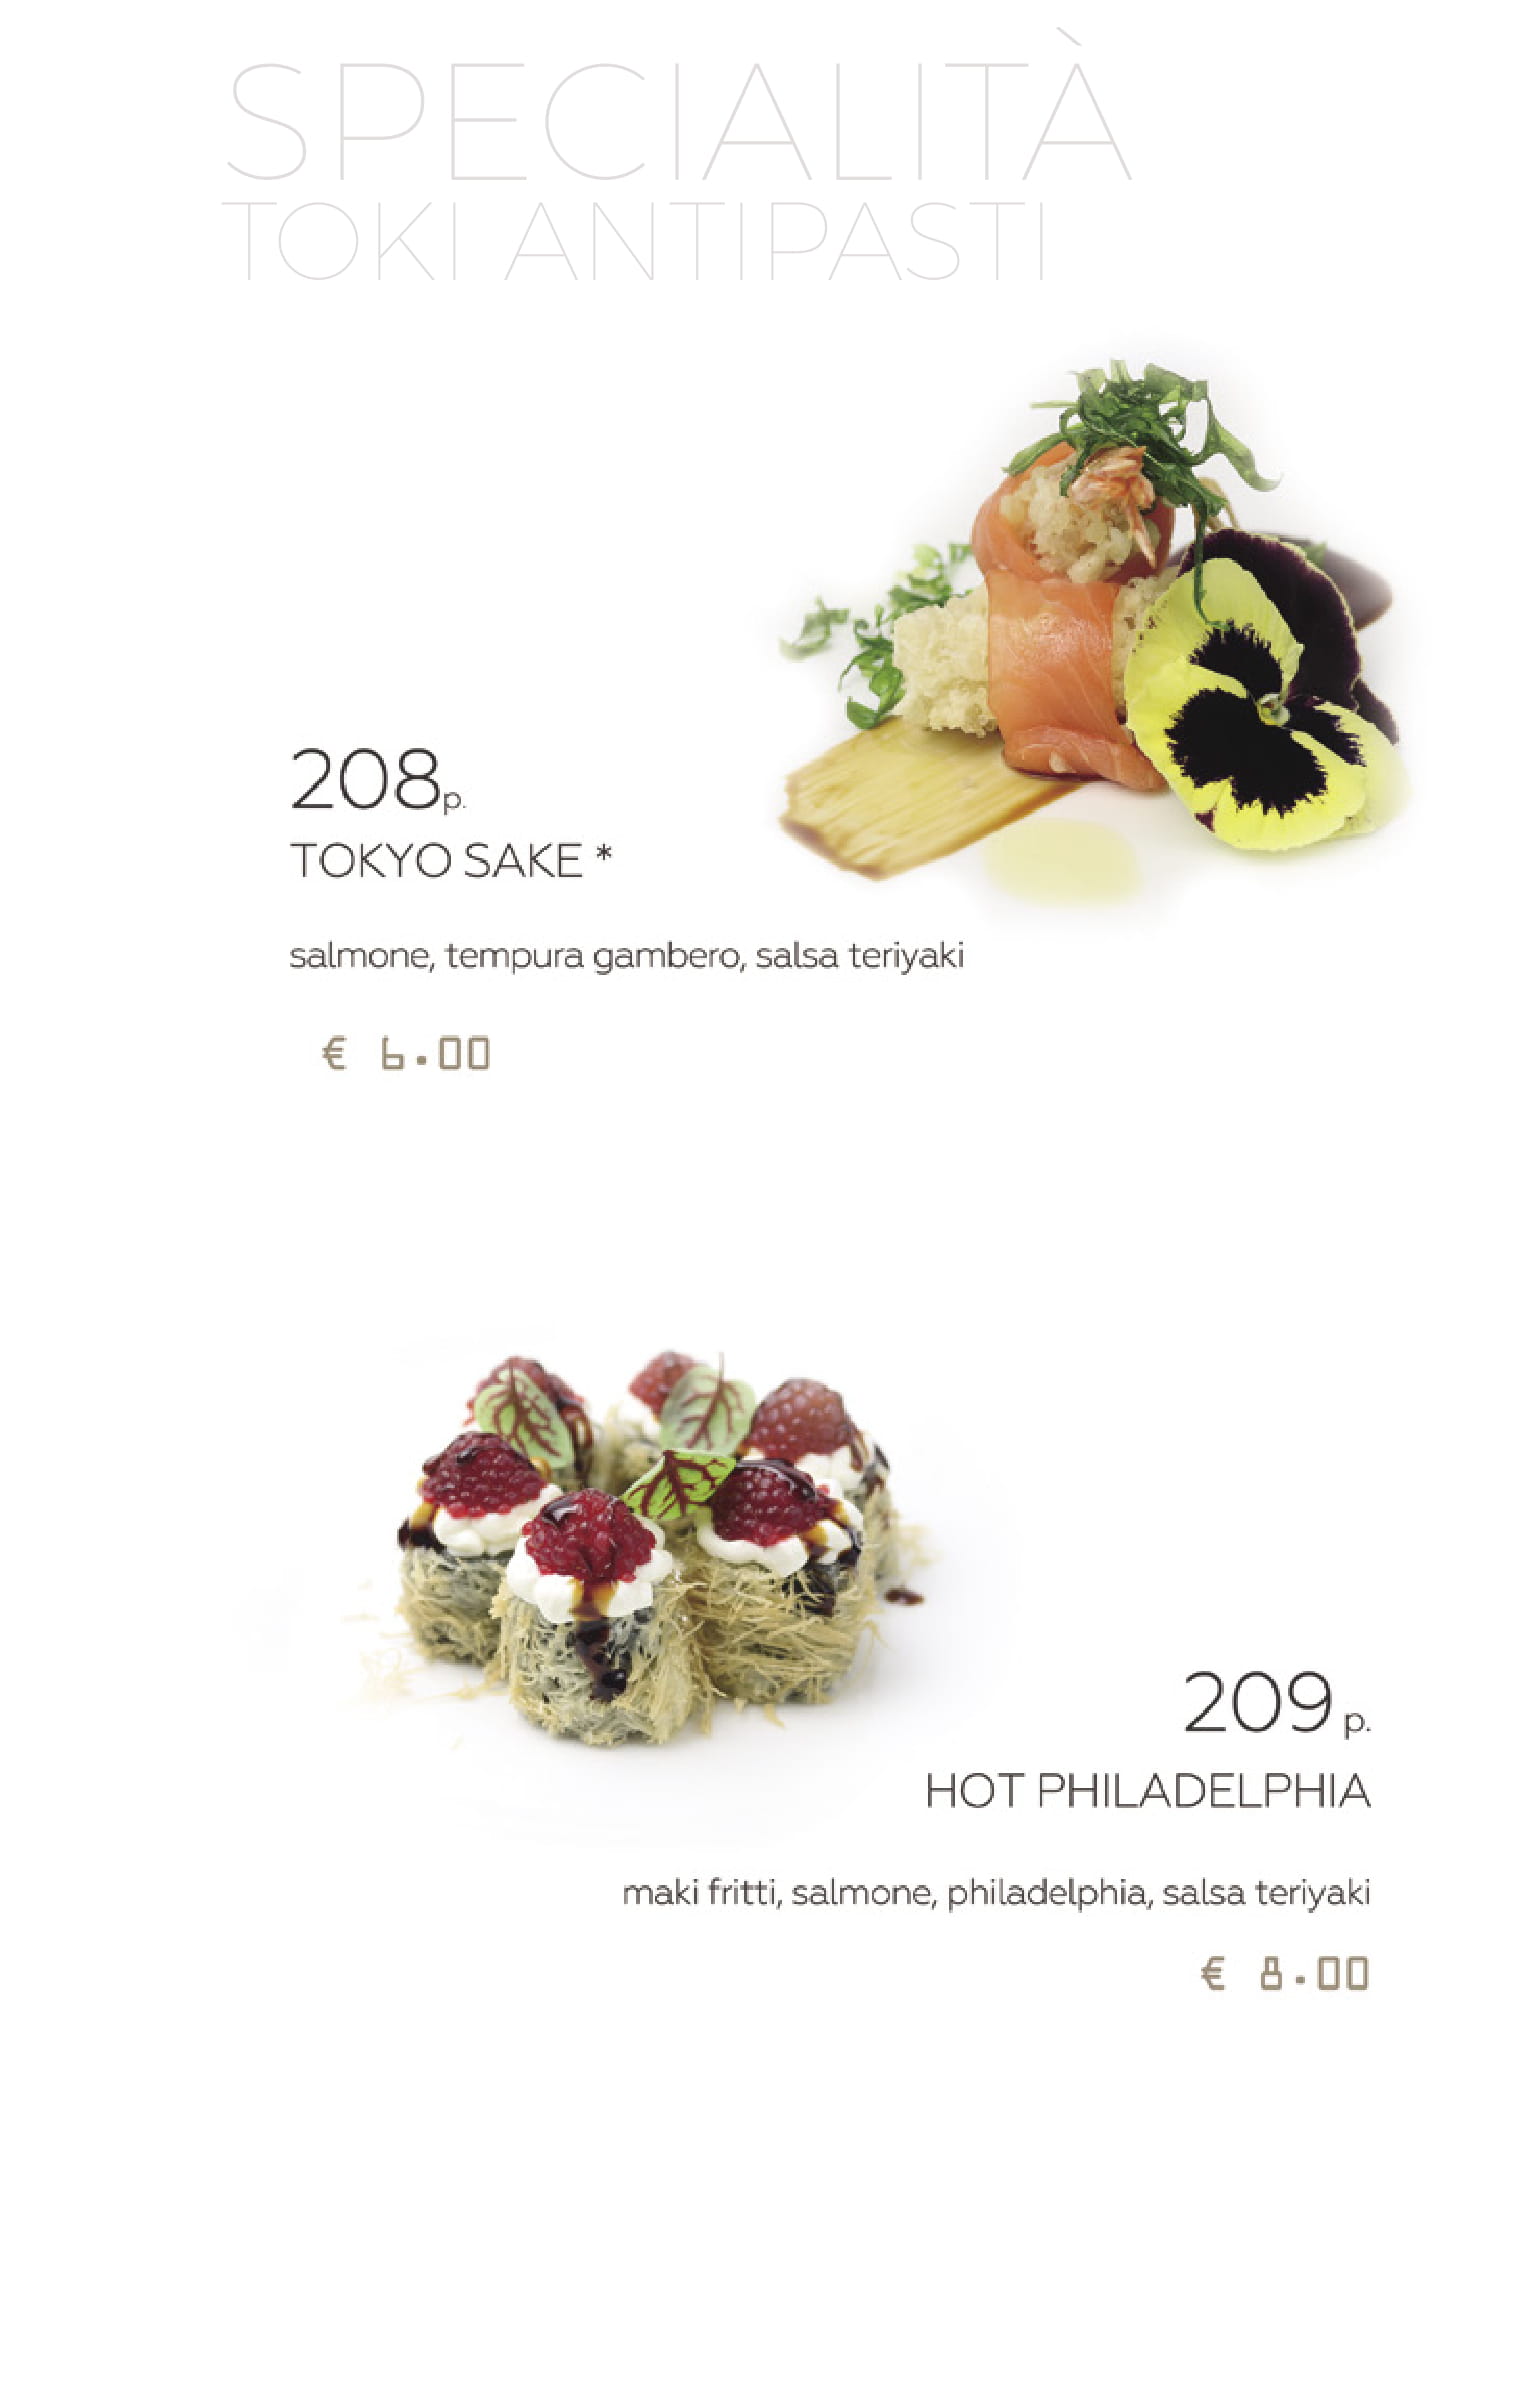 SPECIALITÀ
TOKI ANTIPASTI
208p.
TOKYO SAKE *
salmone, tempura gambero, salsa teriyaki
€ 6.00
209 p.
HOT PHILADELPHIA
maki fritti, salmone, philadelphia, salsa teriyaki
€ 8.00